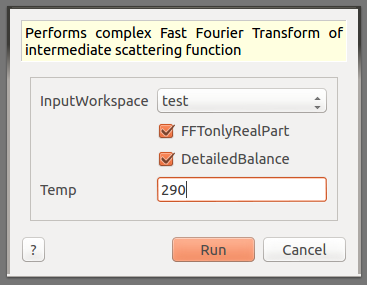 Performs complex Fast Fourier Transform of
intermediate scattering function
InputWorkspace test
FFTonlyRealPart
DetailedBalance
Temp 290
? Run Cancel